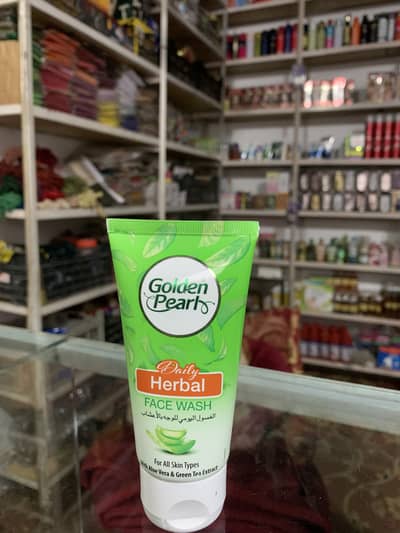 Golden
Pearl
Daily
Herbal
FACE WASH
الغسول اليومي للوجه بالأعشاب
For All Skin Types
With Aloe Vera & Green Tea Extract